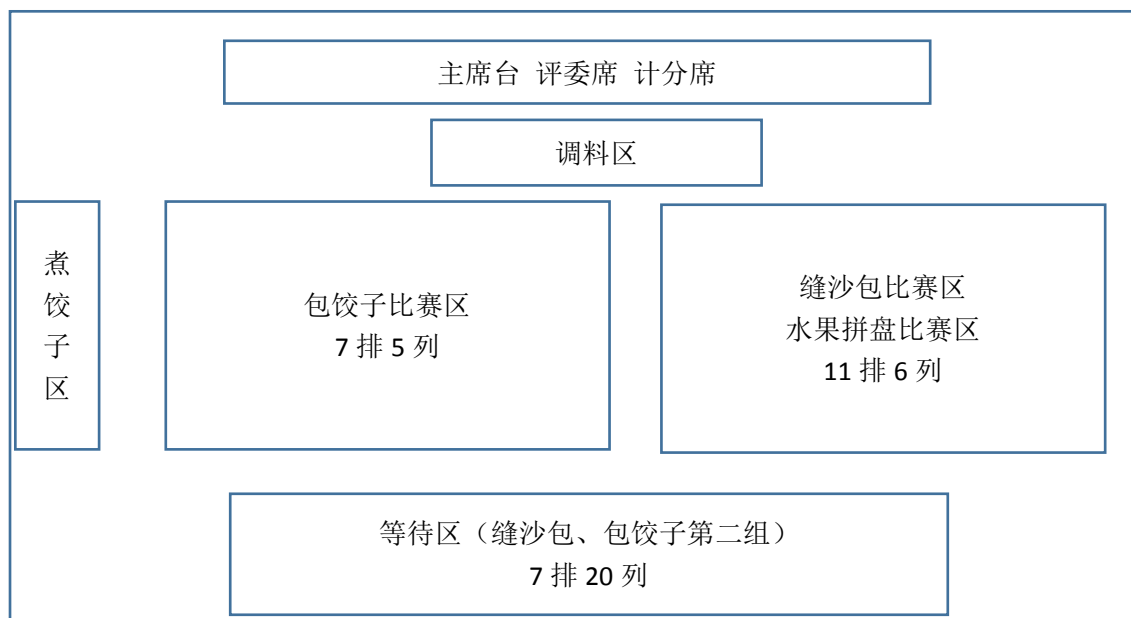 主席台 评委席 计分席
调料区
煮
饺
子
区
包饺子比赛区
7 排 5 列
缝沙包比赛区
水果拼盘比赛区
11 排 6 列
等待区（缝沙包、包饺子第二组）
7 排 20 列